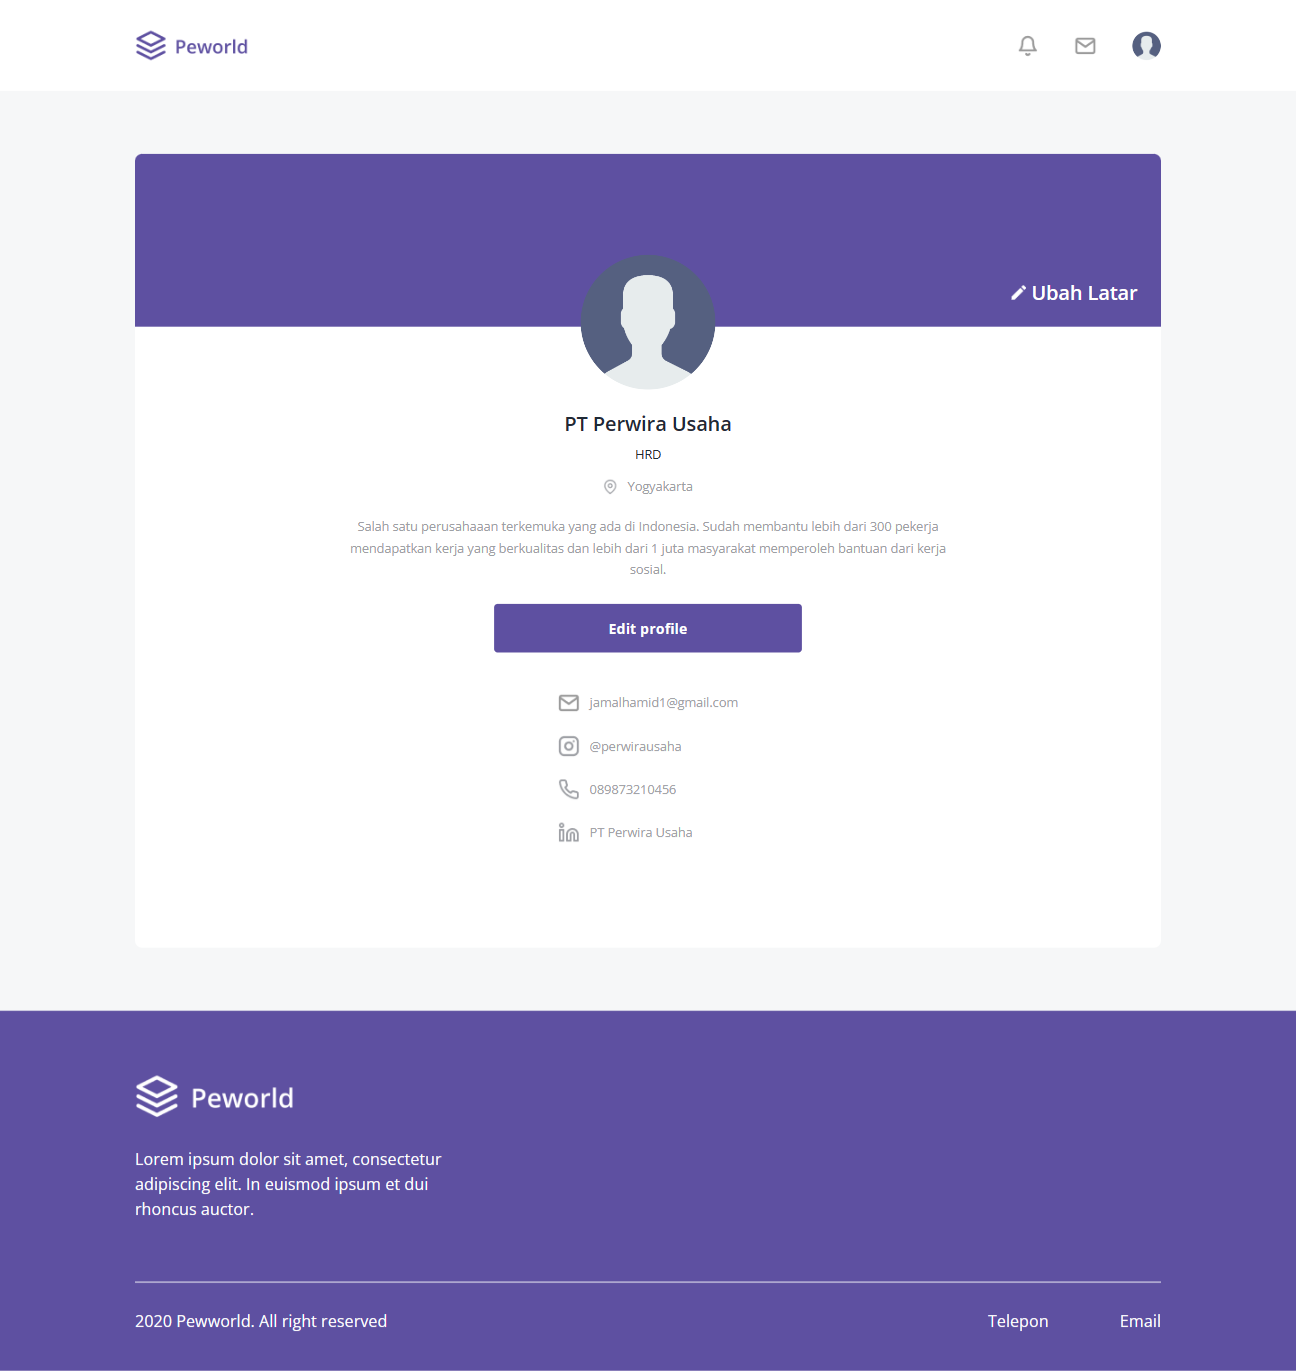 Peworld
Ubah Latar
PT Perwira Usaha
HRD
Yogyakarta
Salah satu perusahaaan terkemuka yang ada di Indonesia. Sudah membantu lebih dari 300 pekerja
mendapatkan kerja yang berkualitas dan lebih dari 1 juta masyarakat memperoleh bantuan dari kerja
sosial.
Edit profile
jamalhamid1@gmail.com
@perwirausaha
089873210456
PT Perwira Usaha
Peworld
Lorem ipsum dolor sit amet, consectetur
adipiscing elit. In euismod ipsum et dui
rhoncus auctor.
2020 Pewworld. All right reserved
Telepon
Email